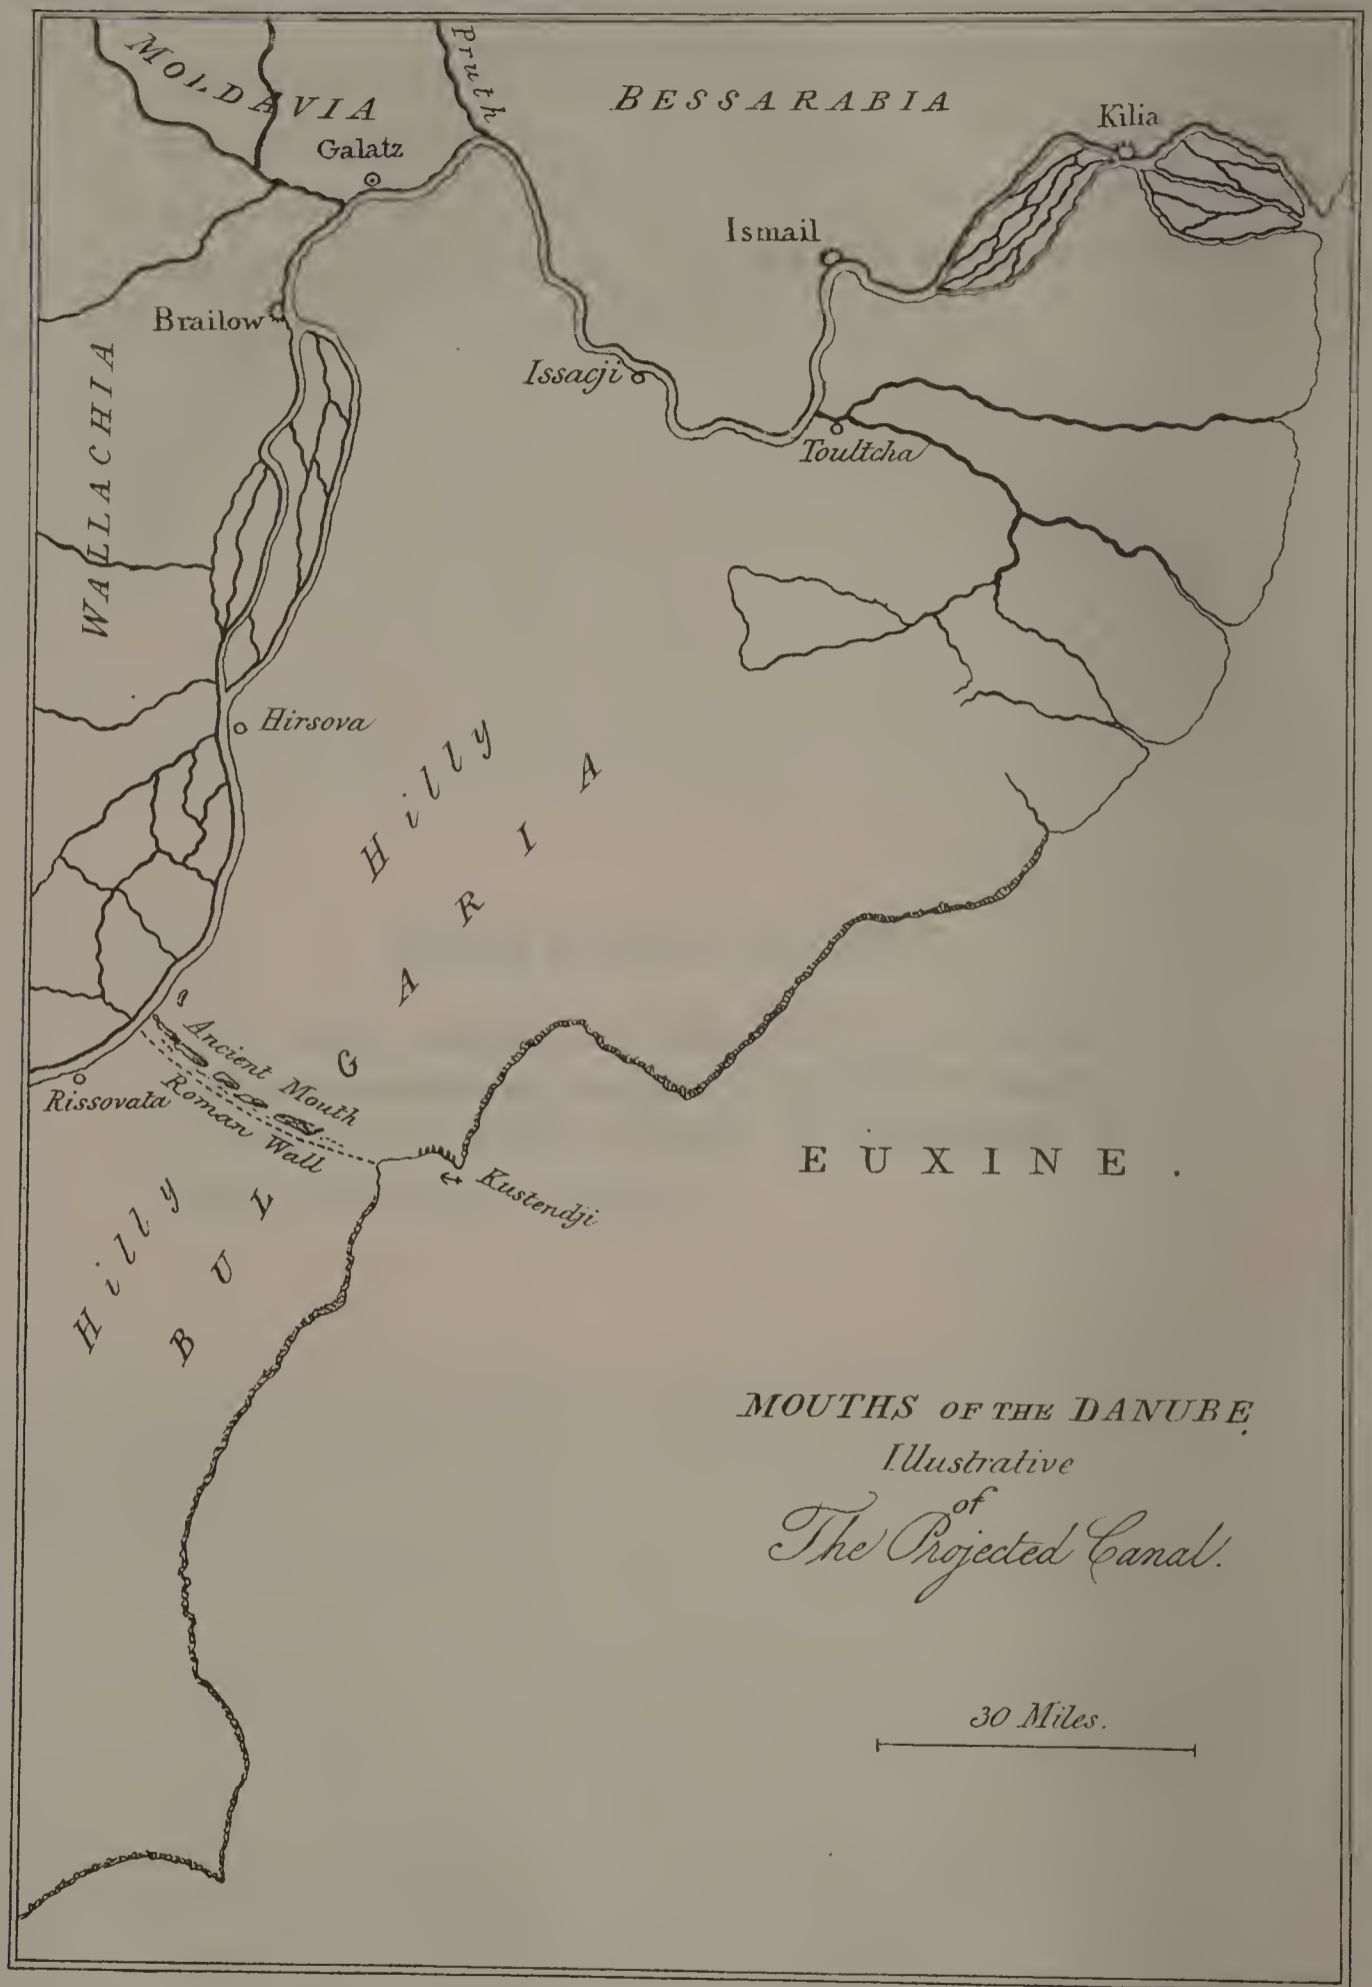 MOLDAVIA
Pruth
BESSARABIA
Kilia
Galatz
Ismail
Brailow
Issacji
Toultcha
WALLACHIA
Hirsova
Hilly
BULGARIA
Ancient Mouth
Roman Wall
Rissovata
Kustendji
Hilly
EUXINE.
MOUTHS OF THE DANUBE
Illustrative
of
The Projected Canal.
30 Miles.